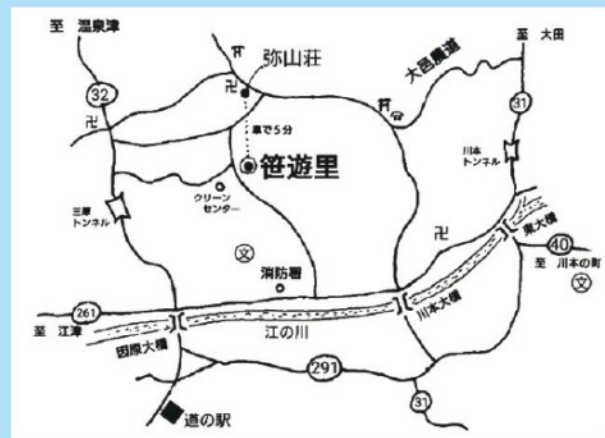 至 温泉津
至 大田
弥山荘
大邑農道
32
31
卍
卍
車で5分
川本
トンネル
笹遊里
クリーン
センター
三原
トンネル
東大橋
卍
40
文
至 川本の町
消防署
文
261
川本大橋
至 江津
江の川
因原大橋
291
31
道の駅